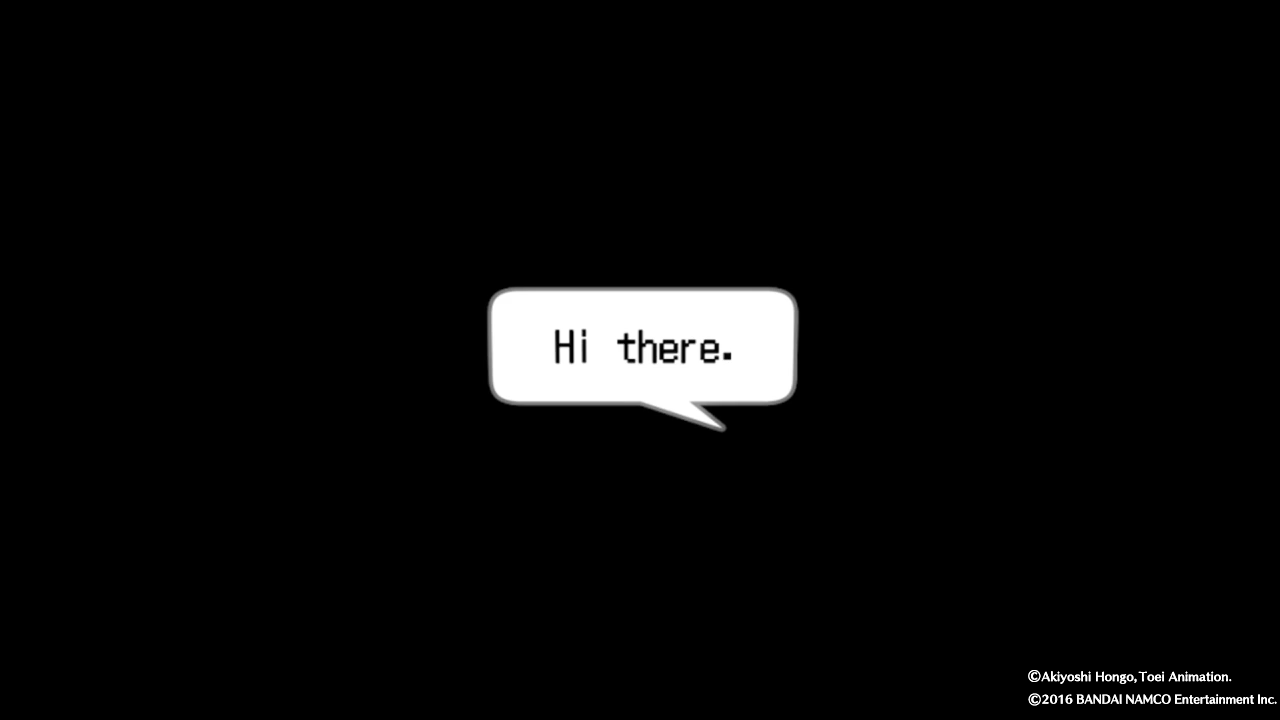 Hi there.
©Akiyoshi Hongo, Toei Animation.
©2016 BANDAI NAMCO Entertainment Inc.